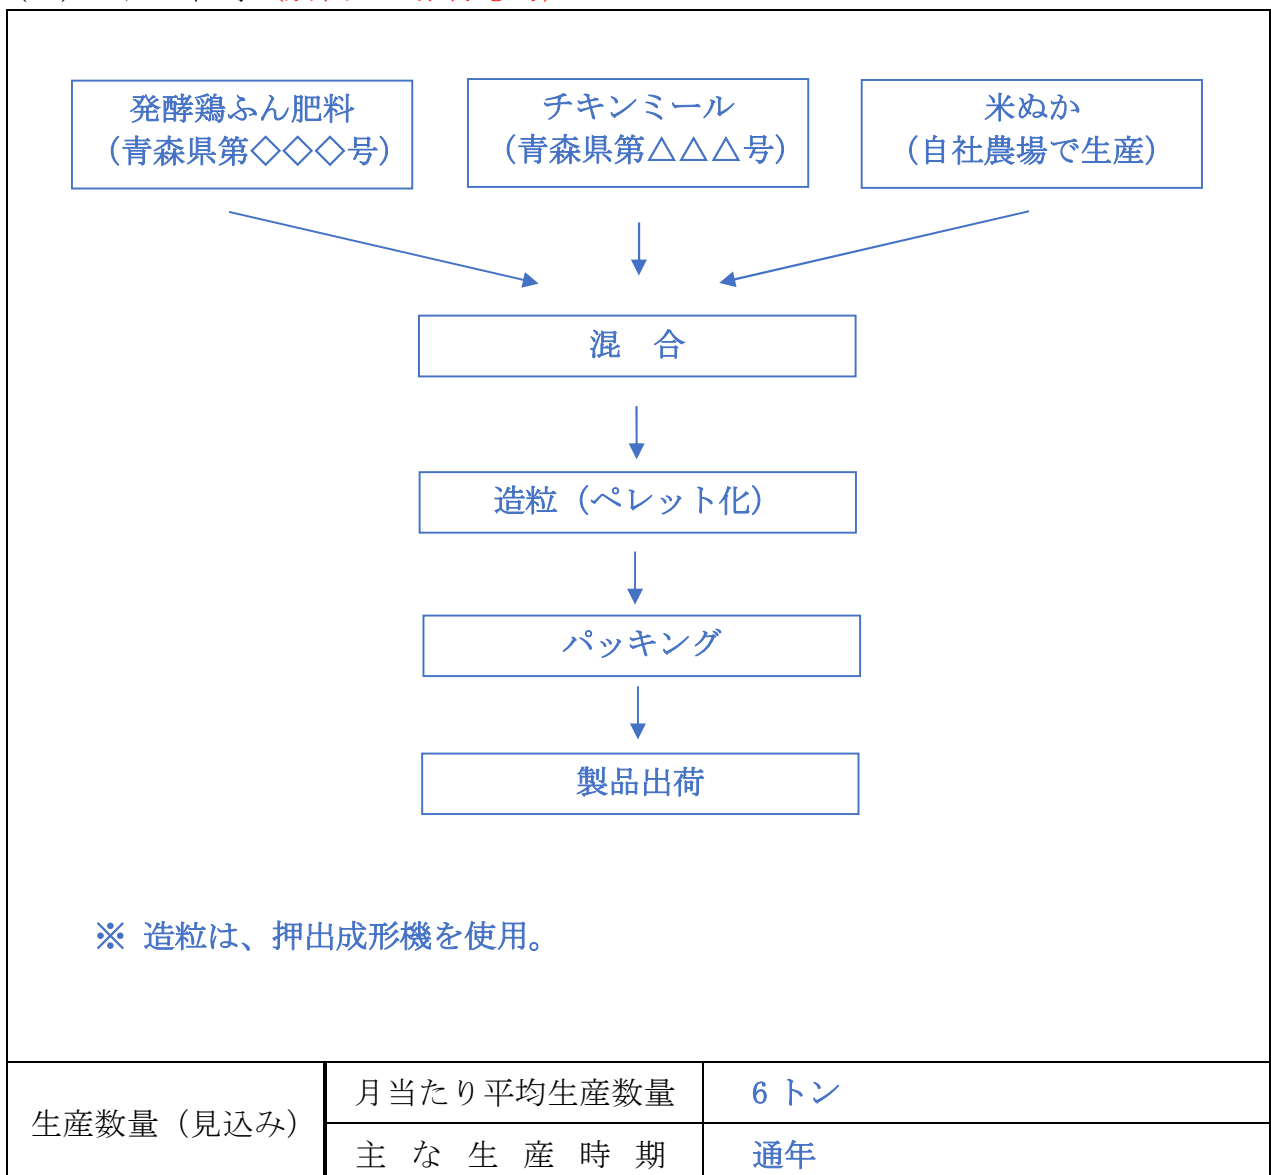 発酵鶏ふん肥料
（青森県第◇◇◇号）
チキンミール
（青森県第△△△号）
米ぬか
（自社農場で生産）
混　合
造粒（ペレット化）
パッキング
製品出荷
※ 造粒は、押出成形機を使用。
生産数量（見込み）
月当たり平均生産数量
6 トン
主 な 生 産 時 期
通年